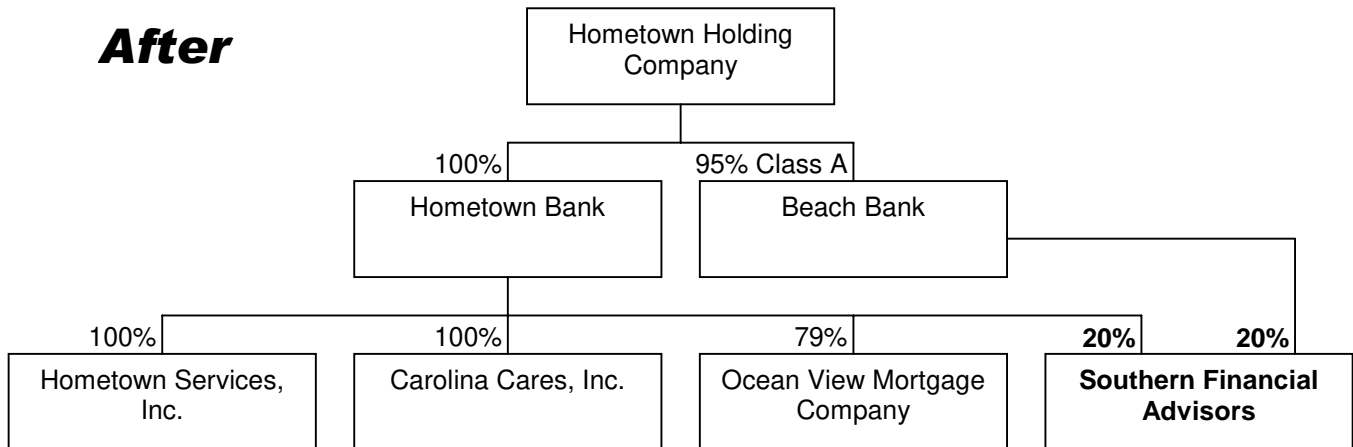 After
Hometown Holding
Company
100%
95% Class A
Hometown Bank
Beach Bank
100%
100%
79%
20%
20%
Hometown Services,
Inc.
Carolina Cares, Inc.
Ocean View Mortgage
Company
Southern Financial
Advisors